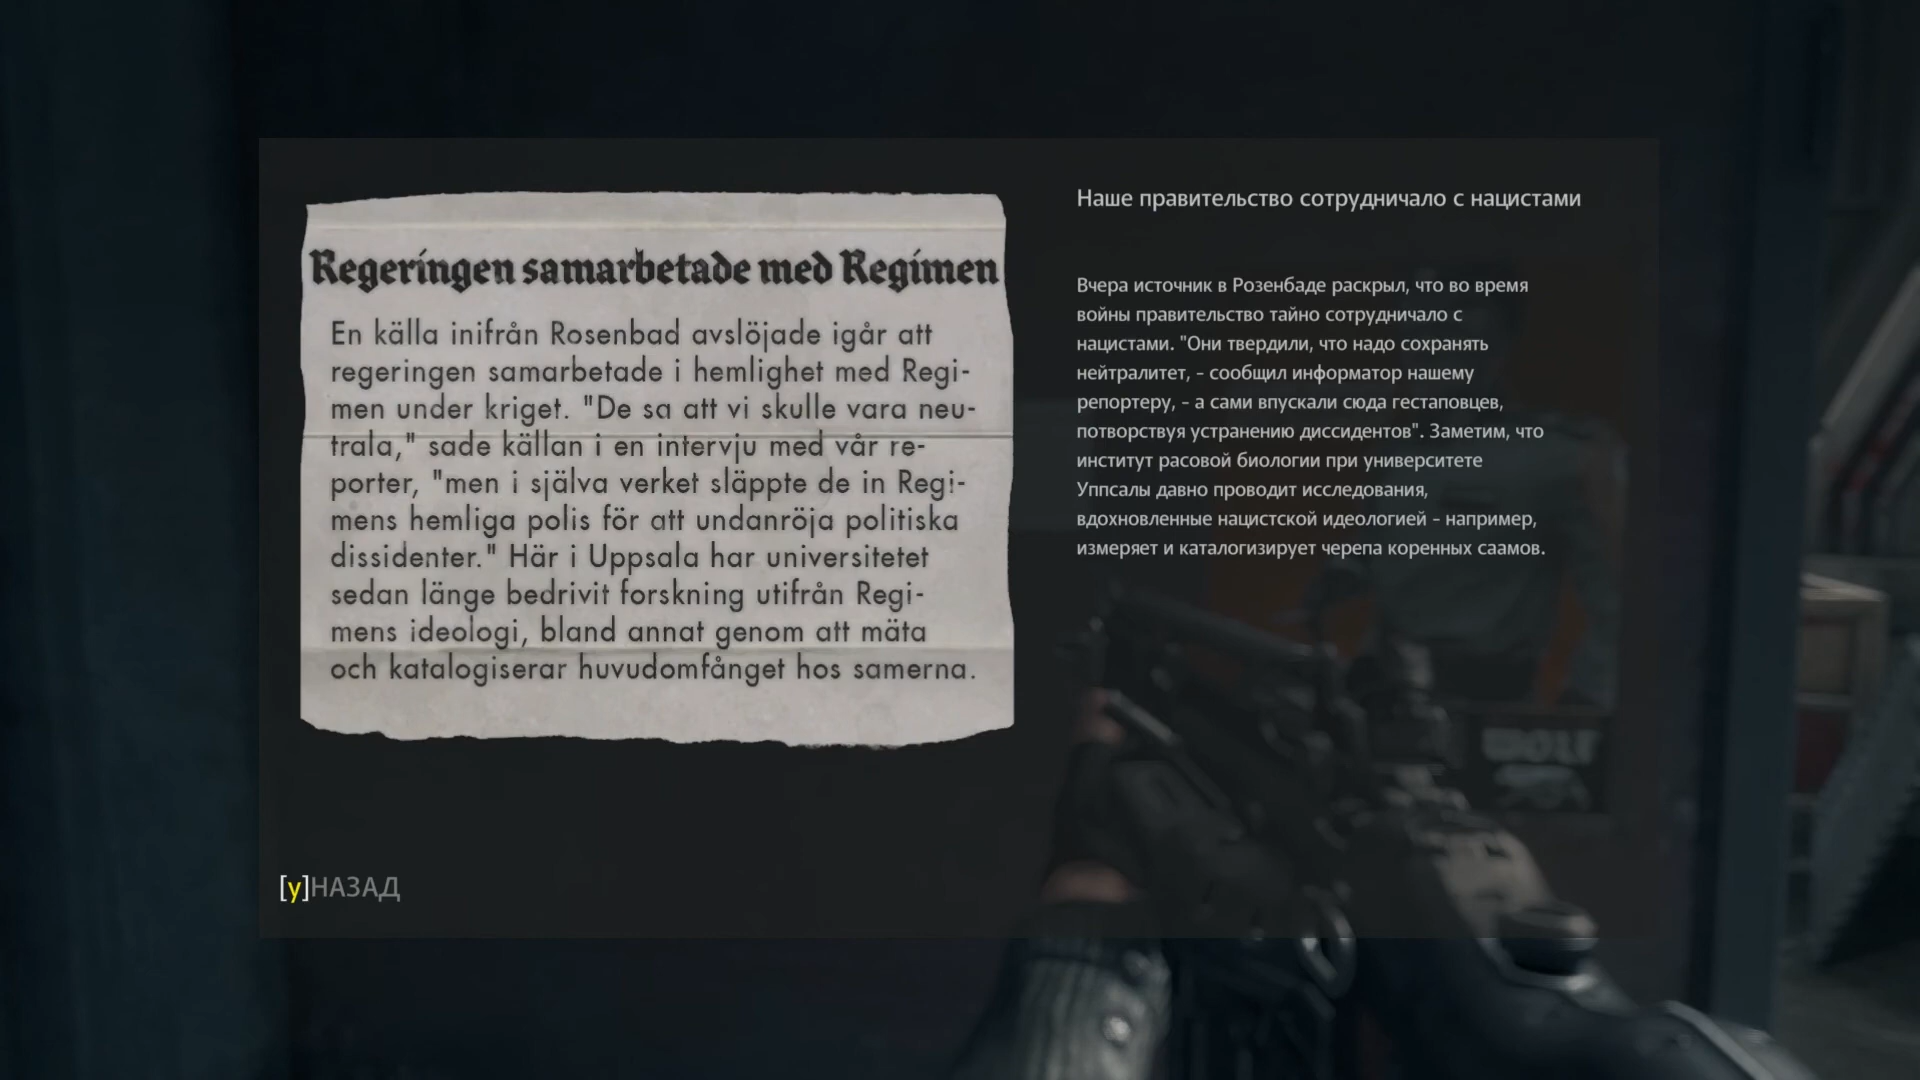 Regeringen samarbetade med Regimen
En källa inifrån Rosenbad avslöjade igår att
regeringen samarbetade i hemlighet med Regi-
men under kriget. "De sa att vi skulle vara neu-
trala," sade källan i en intervju med vår re-
porter, "men i själva verket släppte de in Regi-
mens hemliga polis för att undanröja politiska
dissidenter." Här i Uppsala har universitetet
sedan länge bedrivit forskning utifrån Regi-
mens ideologi, bland annat genom att mäta
och katalogiserar huvudomfånget hos samerna.
Наше правительство сотрудничало с нацистами
Вчера источник в Розенбаде раскрыл, что во время
войны правительство тайно сотрудничало с
нацистами. "Они твердили, что надо сохранять
нейтралитет, - сообщил информатор нашему
репортеру, - а сами впускали сюда гестаповцев,
потворствуя устранению диссидентов". Заметим, что
институт расовой биологии при университете
Уппсалы давно проводит исследования,
вдохновленные нацистской идеологией - например,
измеряет и каталогизирует черепа коренных саамов.
WOLF
[y]НАЗАД